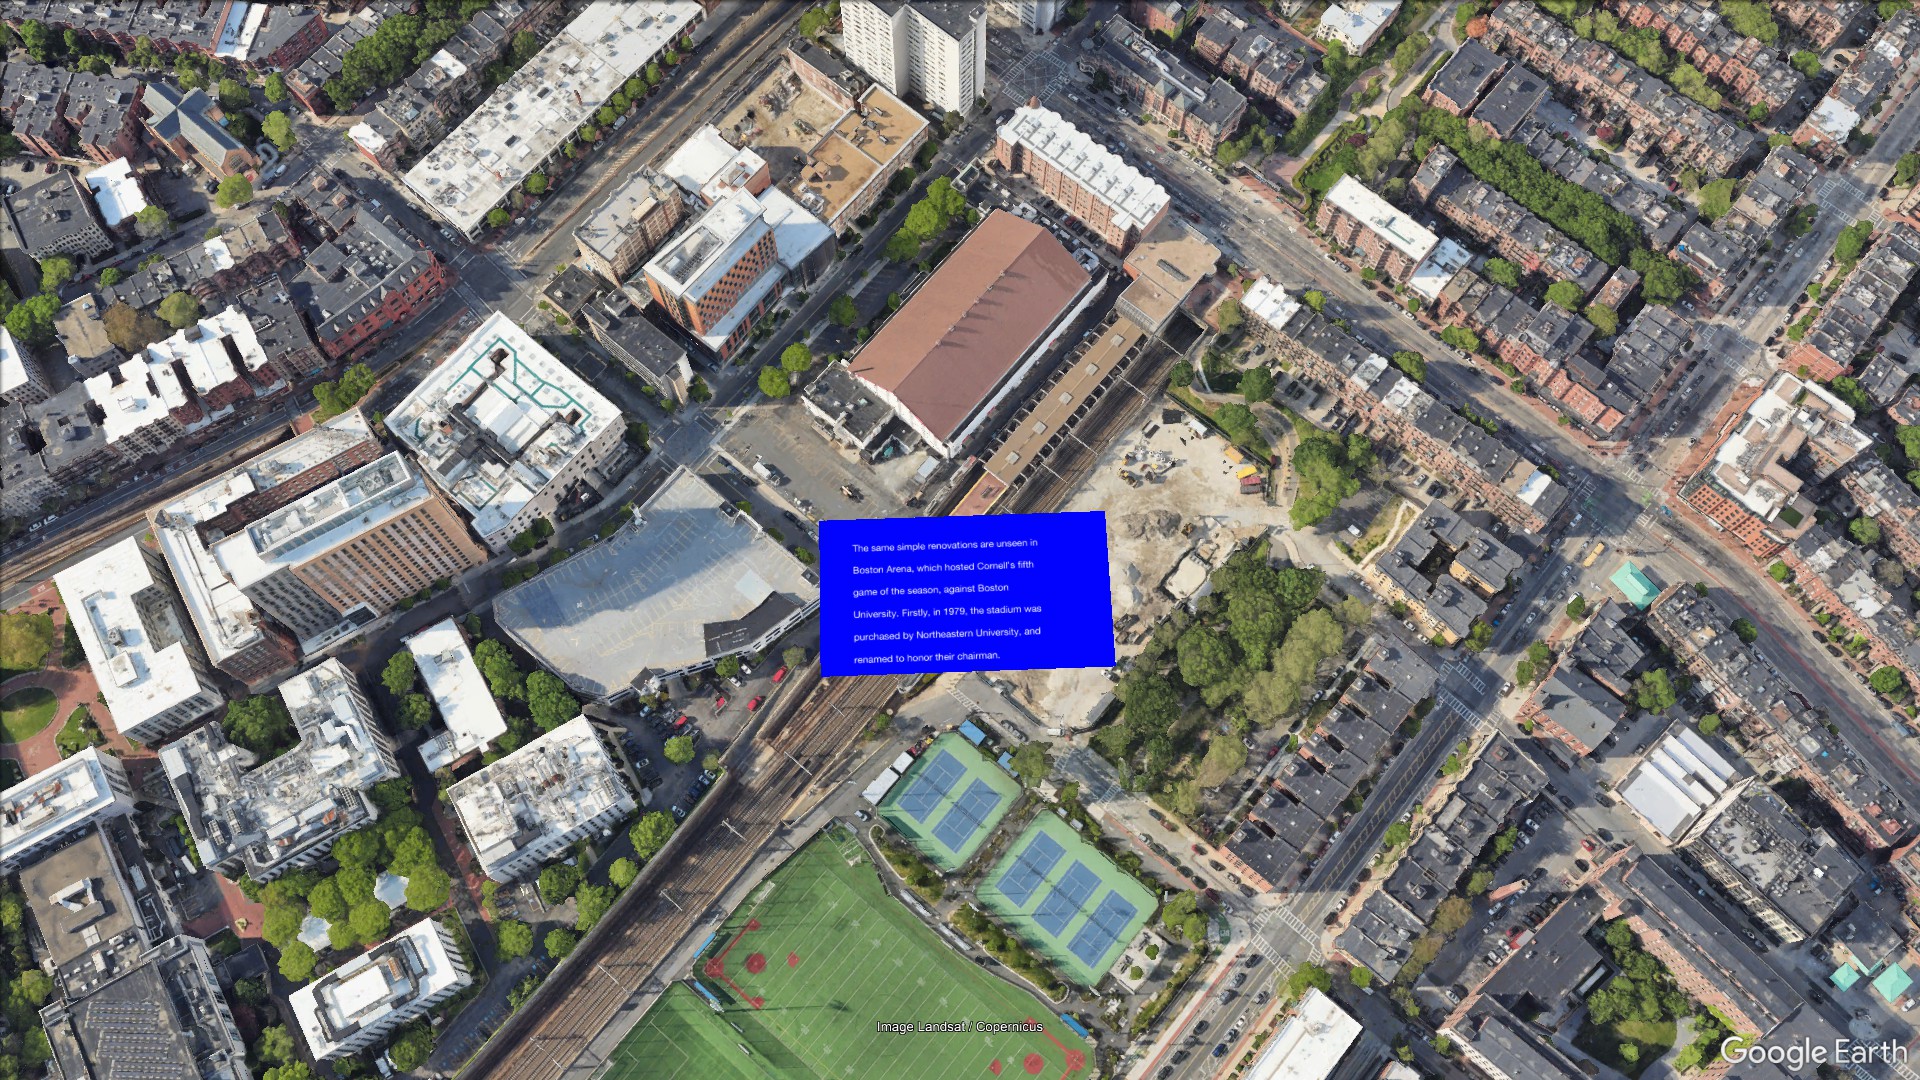 The same simple renovations are unseen in
Boston Arena, which hosted Cornell's fifth
game of the season, against Boston
University. Firstly, in 1979, the stadium was
purchased by Northeastern University, and
renamed to honor their chairman.
Image Landsat / Copernicus
Google Earth